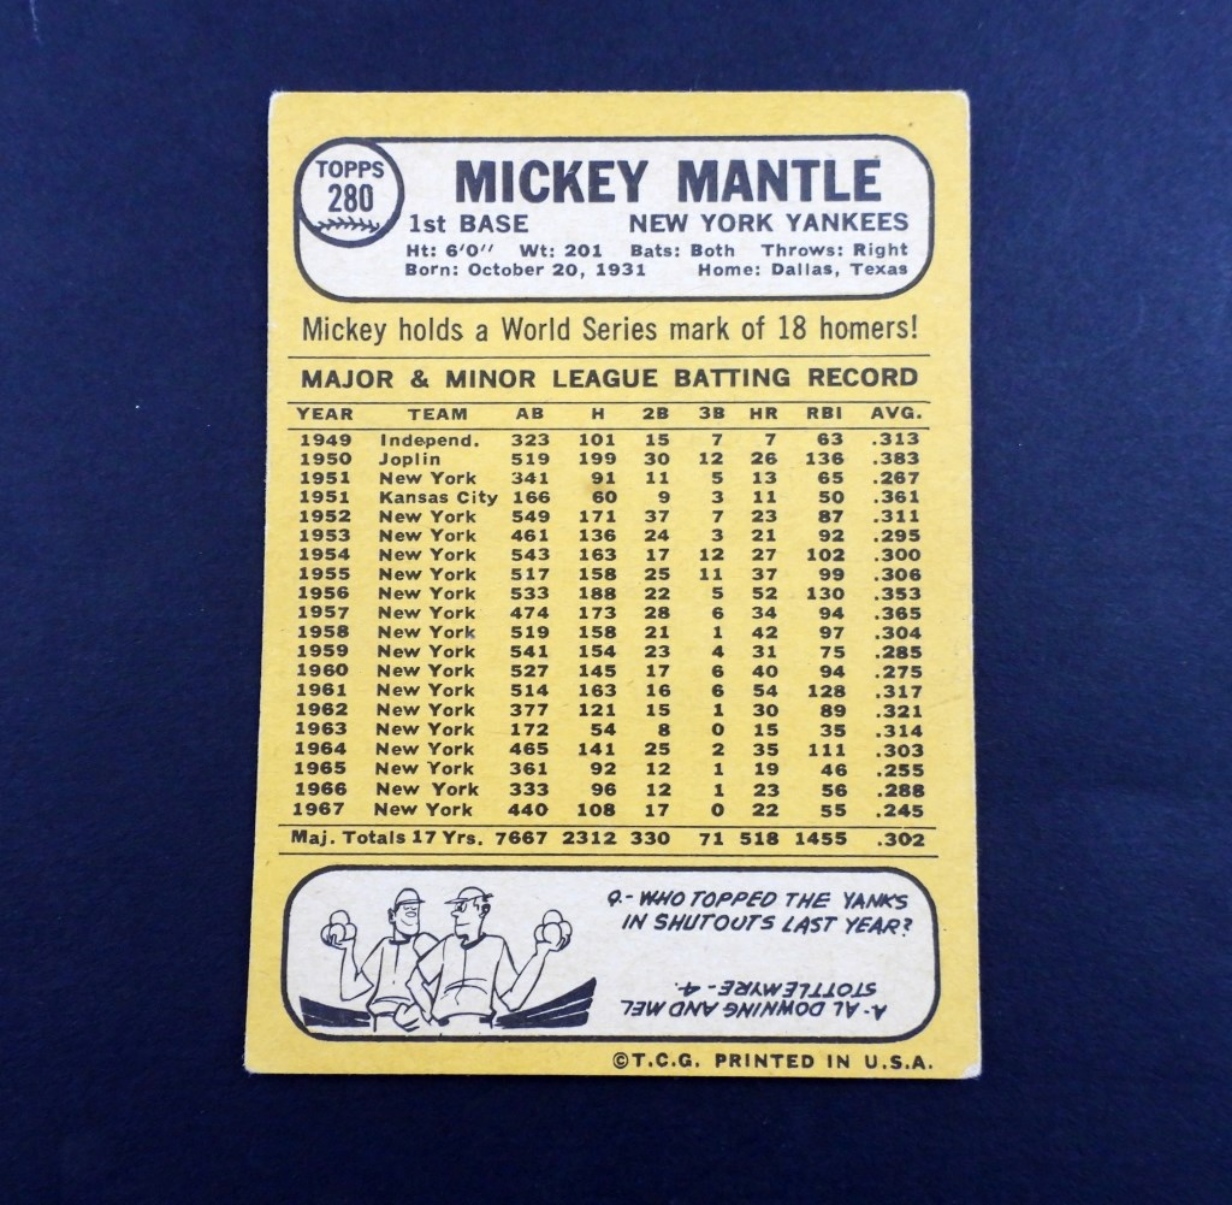 TOPPS
280
MICKEY MANTLE
1st BASE NEW YORK YANKEES
Ht: 6'0" Wt: 201 Bats: Both Throws: Right
Born: October 20, 1931 Home: Dallas, Texas
Mickey holds a World Series mark of 18 homers!
MAJOR & MINOR LEAGUE BATTING RECORD
YEAR TEAM AB H 2B 3B HR RBI AVG.
1949 Independ. 323 101 15 7 7 63 .313
1950 Joplin 519 199 30 12 26 136 .383
1951 New York 341 91 11 5 13 65 .267
1951 Kansas City 166 60 9 3 11 50 .361
1952 New York 549 171 37 7 23 87 .311
1953 New York 461 136 24 3 21 92 .295
1954 New York 543 163 17 12 27 102 .300
1955 New York 517 158 25 11 37 99 .306
1956 New York 533 188 22 5 52 130 .353
1957 New York 474 173 28 6 34 94 .365
1958 New York 519 158 21 1 42 97 .304
1959 New York 541 154 23 4 31 75 .285
1960 New York 527 145 17 6 40 94 .275
1961 New York 514 163 16 6 54 128 .317
1962 New York 377 121 15 1 30 89 .321
1963 New York 172 54 8 0 15 35 .314
1964 New York 465 141 25 2 35 111 .303
1965 New York 361 92 12 1 19 46 .255
1966 New York 333 96 12 1 23 56 .288
1967 New York 440 108 17 0 22 55 .245
Maj. Totals 17 Yrs. 7667 2312 330 71 518 1455 .302
Q.- WHO TOPPED THE YANKS
IN SHUTOUTS LAST YEAR?
A- AL DOWNING AND MEL
STOTTLEMYRE - 4.
©T.C.G. PRINTED IN U.S.A.